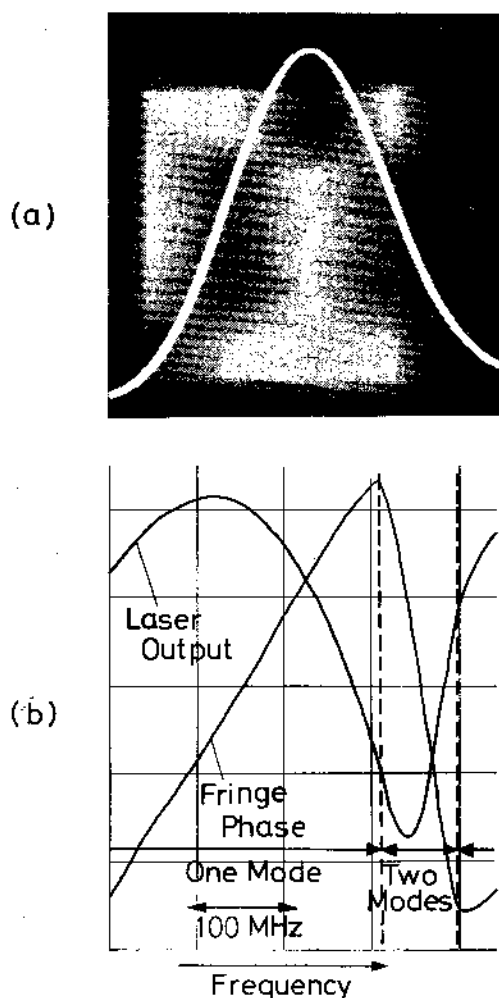 (a)
Laser
Output
(b)
Fringe
Phase
One Mode
Two
Modes
100 MHz
Frequency